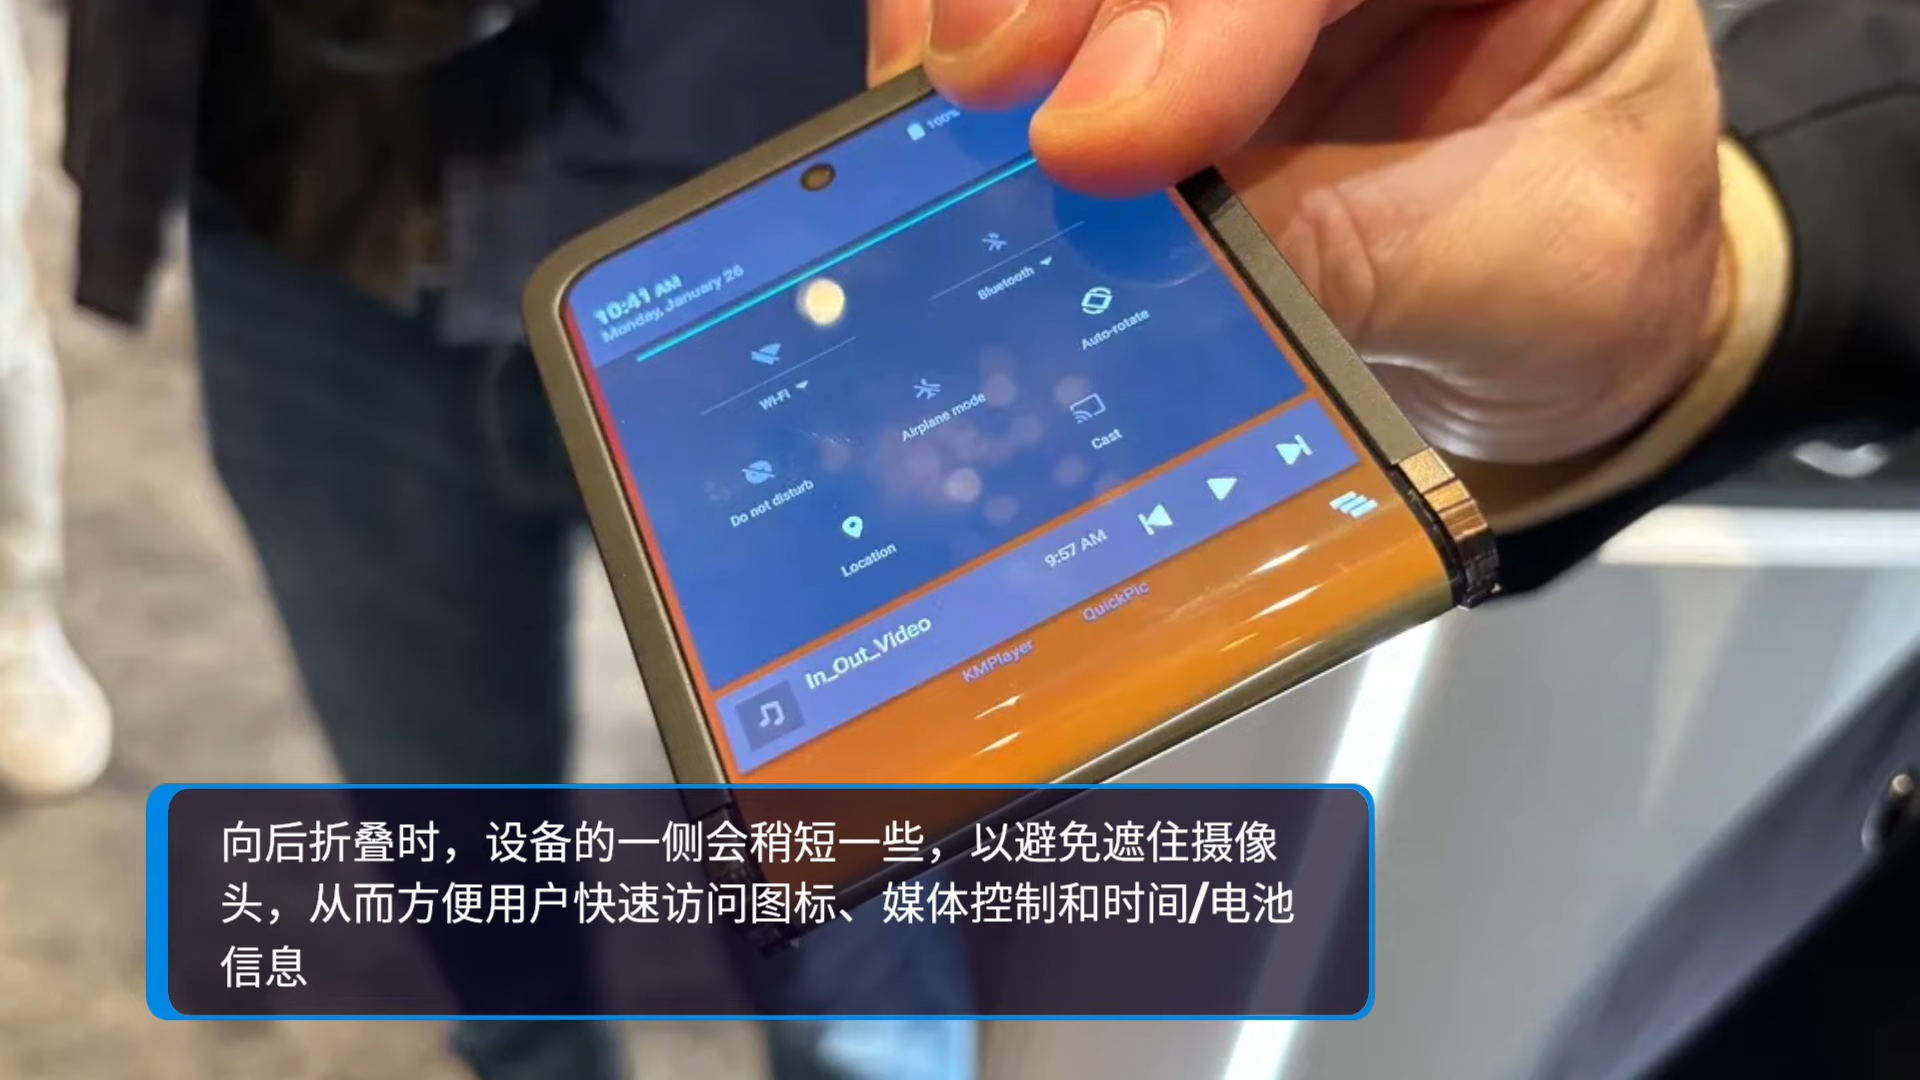 100%
10:41 AM
Monday, January 26
Bluetooth
Auto-rotate
Wi-Fi
Airplane mode
Cast
Do not disturb
Location
9:57 AM
In_Out_Video
QuickPic
KMPlayer
向后折叠时，设备的一侧会稍短一些，以避免遮住摄像
头，从而方便用户快速访问图标、媒体控制和时间/电池
信息